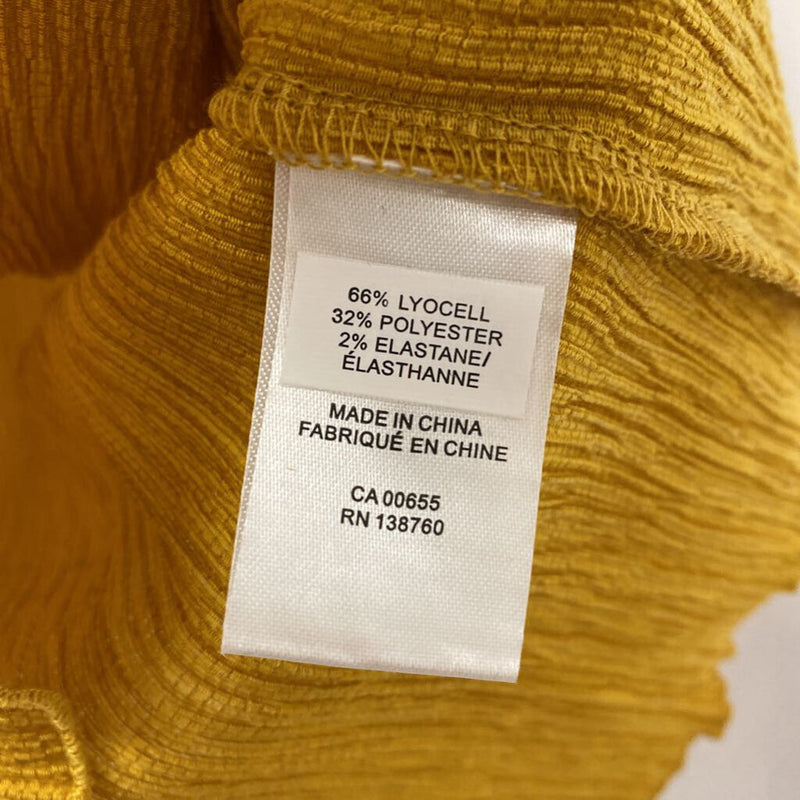 66% LYOCELL
32% POLYESTER
2% ELASTANE/
ÉLASTHANNE
MADE IN CHINA
FABRIQUÉ EN CHINE
CA 00655
RN 138760